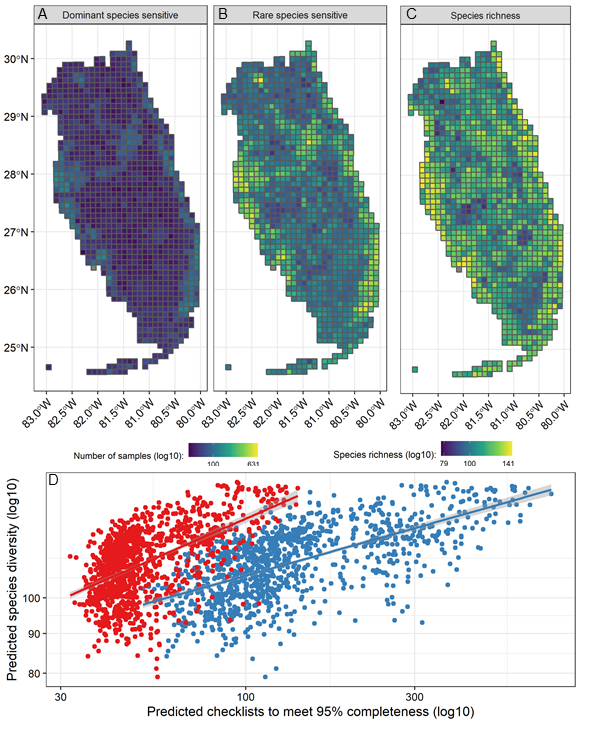 A Dominant species sensitive
B Rare species sensitive
C Species richness
30°N
29°N
28°N
27°N
26°N
25°N
83.0°W 82.5°W 82.0°W 81.5°W 81.0°W 80.5°W 80.0°W
83.0°W 82.5°W 82.0°W 81.5°W 81.0°W 80.5°W 80.0°W
83.0°W 82.5°W 82.0°W 81.5°W 81.0°W 80.5°W 80.0°W
Number of samples (log10):
100 631
Species richness (log10):
79 100 141
D
Predicted species diversity (log10)
100
90
80
30 100 300
Predicted checklists to meet 95% completeness (log10)